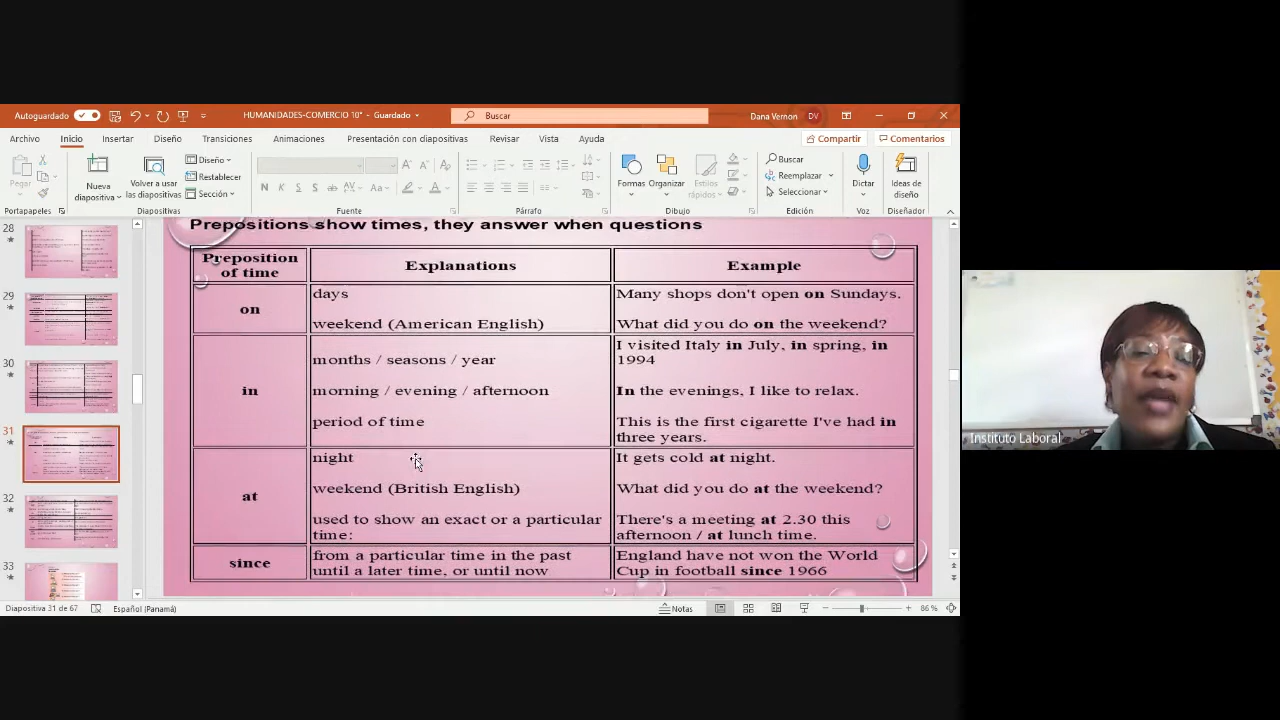 Autoguardado
HUMANIDADES-COMERCIO 10° - Guardado
Buscar
Dana Vernon
DV
Archivo Inicio Insertar Diseño Transiciones Animaciones Presentación con diapositivas Revisar Vista Ayuda
Compartir
Comentarios
Pegar
Nueva diapositiva
Volver a usar las diapositivas
Diseño
Restablecer
Sección
N K S S ab AV Aa A
Formas
Organizar
Estilos rápidos
Buscar
Reemplazar
Seleccionar
Dictar
Ideas de diseño
Portapapeles Diapositivas Fuente Párrafo Dibujo Edición Voz Diseñador
28
29
30
31
32
33
Prepositions show times, they answer when questions
Preposition of time
Explanations
Example
on
days
weekend (American English)
Many shops don't open on Sundays.
What did you do on the weekend?
in
months / seasons / year
morning / evening / afternoon
period of time
I visited Italy in July, in spring, in
1994
In the evenings, I like to relax.
This is the first cigarette I've had in
three years.
at
night
weekend (British English)
used to show an exact or a particular
time:
It gets cold at night.
What did you do at the weekend?
There's a meeting at 2.30 this
afternoon / at lunch time.
since
from a particular time in the past
until a later time, or until now
England have not won the World
Cup in football since 1966
Diapositiva 31 de 67
Español (Panamá)
Notas
86 %
Instituto Laboral